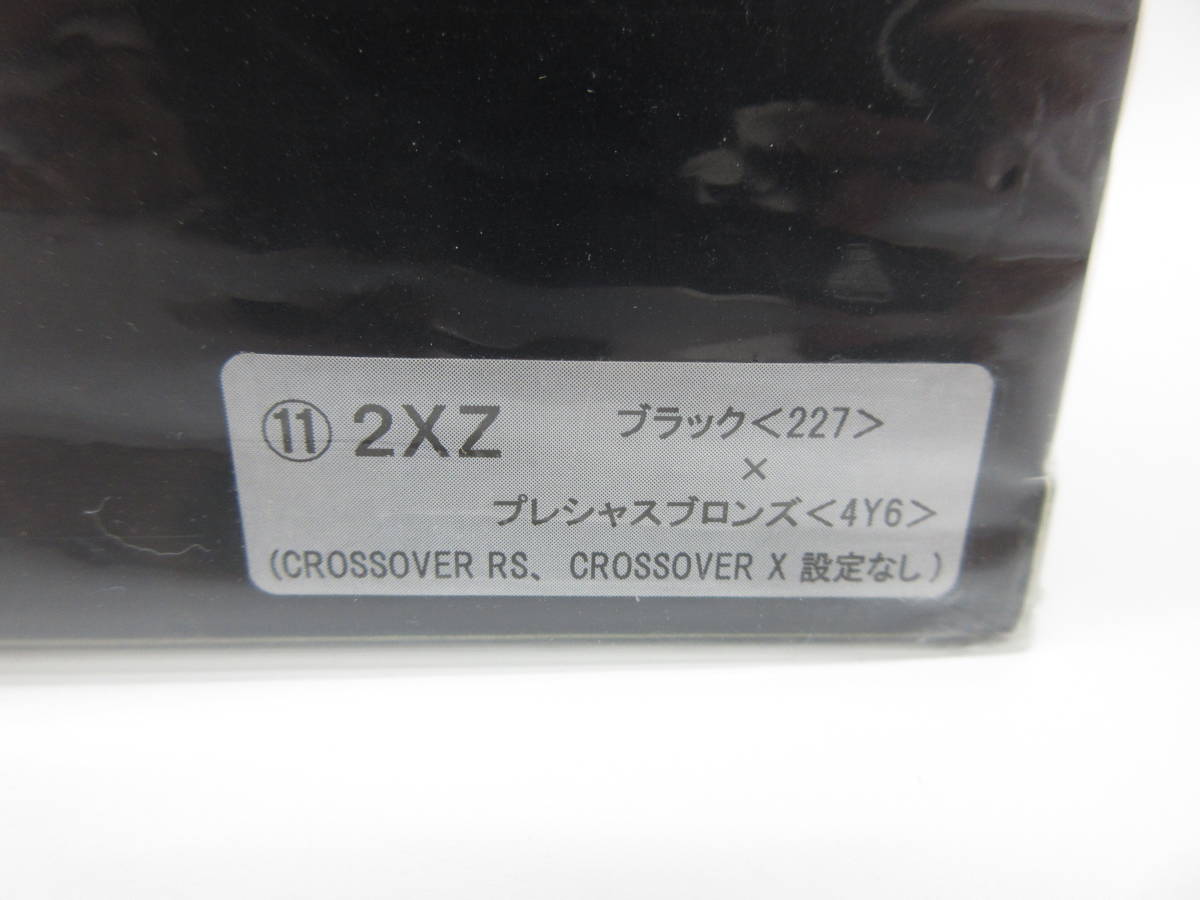 ⑪ 2XZ ブラック<227>
×
プレシャスブロンズ<4Y6>
(CROSSOVER RS、CROSSOVER X 設定なし)